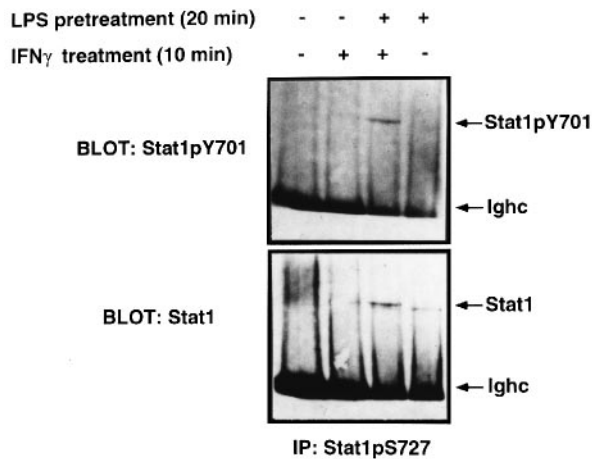 LPS pretreatment (20 min) - - + +
IFNγ treatment (10 min) - + + -
BLOT: Stat1pY701
Stat1pY701
Ighc
BLOT: Stat1
Stat1
Ighc
IP: Stat1pS727